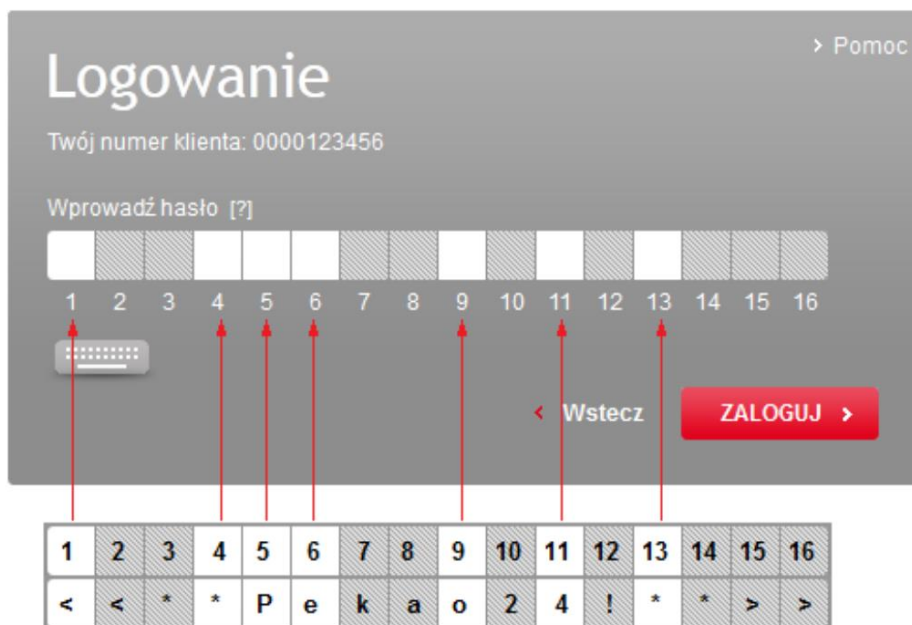 > Pomoc
Logowanie
Twój numer klienta: 0000123456
Wprowadź hasło [?]
1 2 3 4 5 6 7 8 9 10 11 12 13 14 15 16
< Wstecz ZALOGUJ >
1 2 3 4 5 6 7 8 9 10 11 12 13 14 15 16
< < * * P e k a o 2 4 ! * * > >